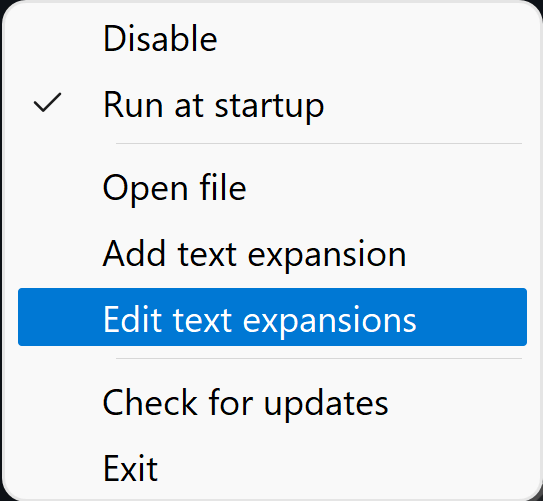 Disable
Run at startup
Open file
Add text expansion
Edit text expansions
Check for updates
Exit